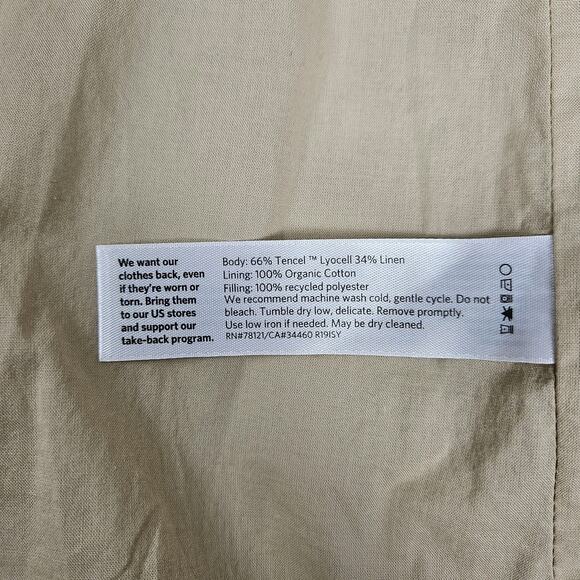 We want our
clothes back, even
if they're worn or
torn. Bring them
to our US stores
and support our
take-back program.
Body: 66% Tencel ™ Lyocell 34% Linen
Lining: 100% Organic Cotton
Filling: 100% recycled polyester
We recommend machine wash cold, gentle cycle. Do not
bleach. Tumble dry low, delicate. Remove promptly.
Use low iron if needed. May be dry cleaned.
RN#78121/CA#34460 R19ISY